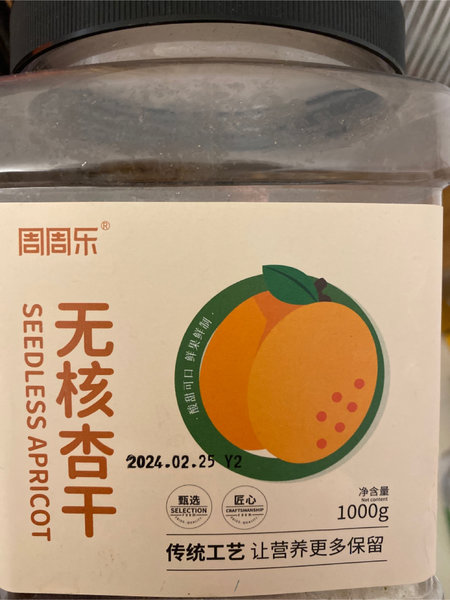 周周乐®
无核杏干
SEEDLESS APRICOT
·酸甜可口 鲜果鲜制·
2024.02.25 Y2
甄选
SELECTION
匠心
CRAFTSMANSHIP
净含量
Net content
1000g
传统工艺 让营养更多保留